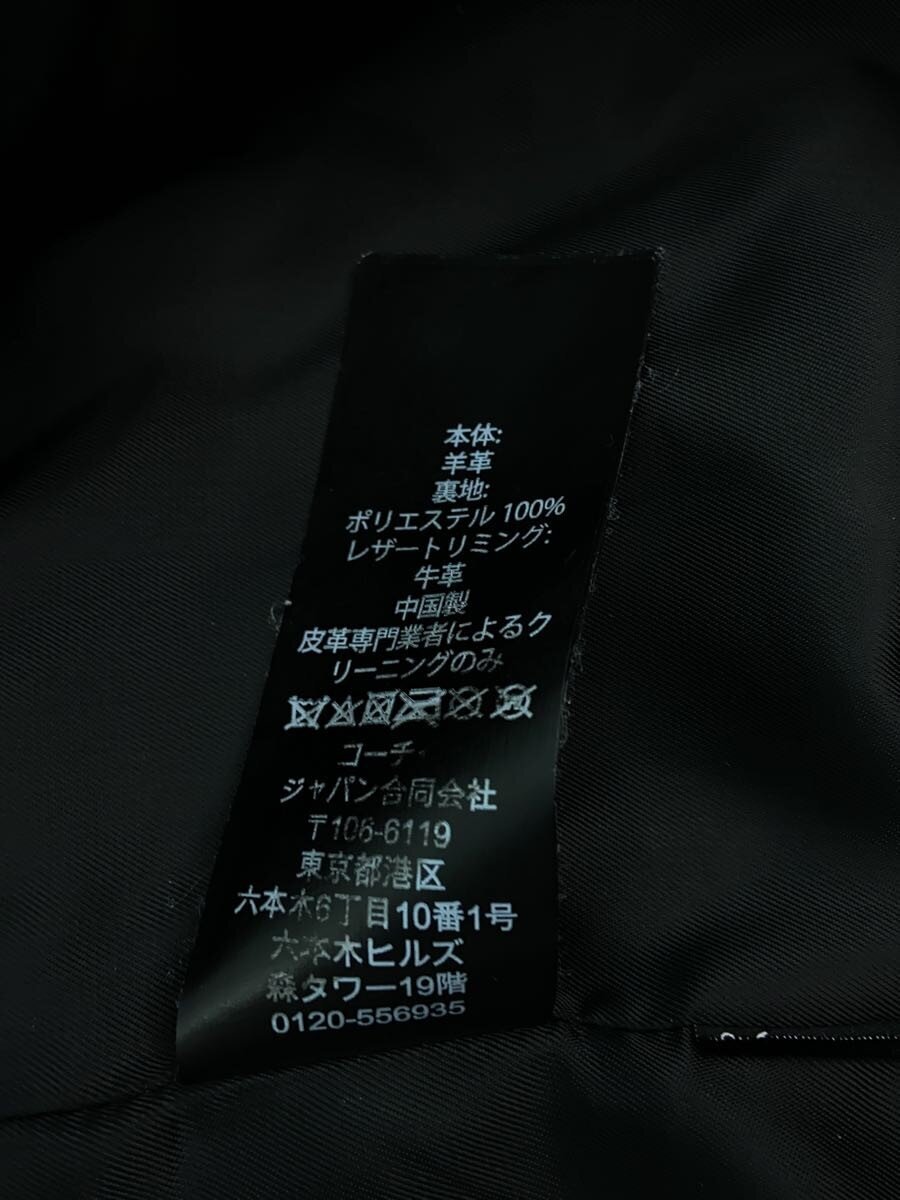 本体:
羊革
裏地:
ポリエステル 100%
レザートリミング:
牛革
中国製
皮革専門業者によるク
リーニングのみ
コーチ・
ジャパン合同会社
〒106-6119
東京都港区
六本木6丁目10番1号
六本木ヒルズ
森タワー19階
0120-556935